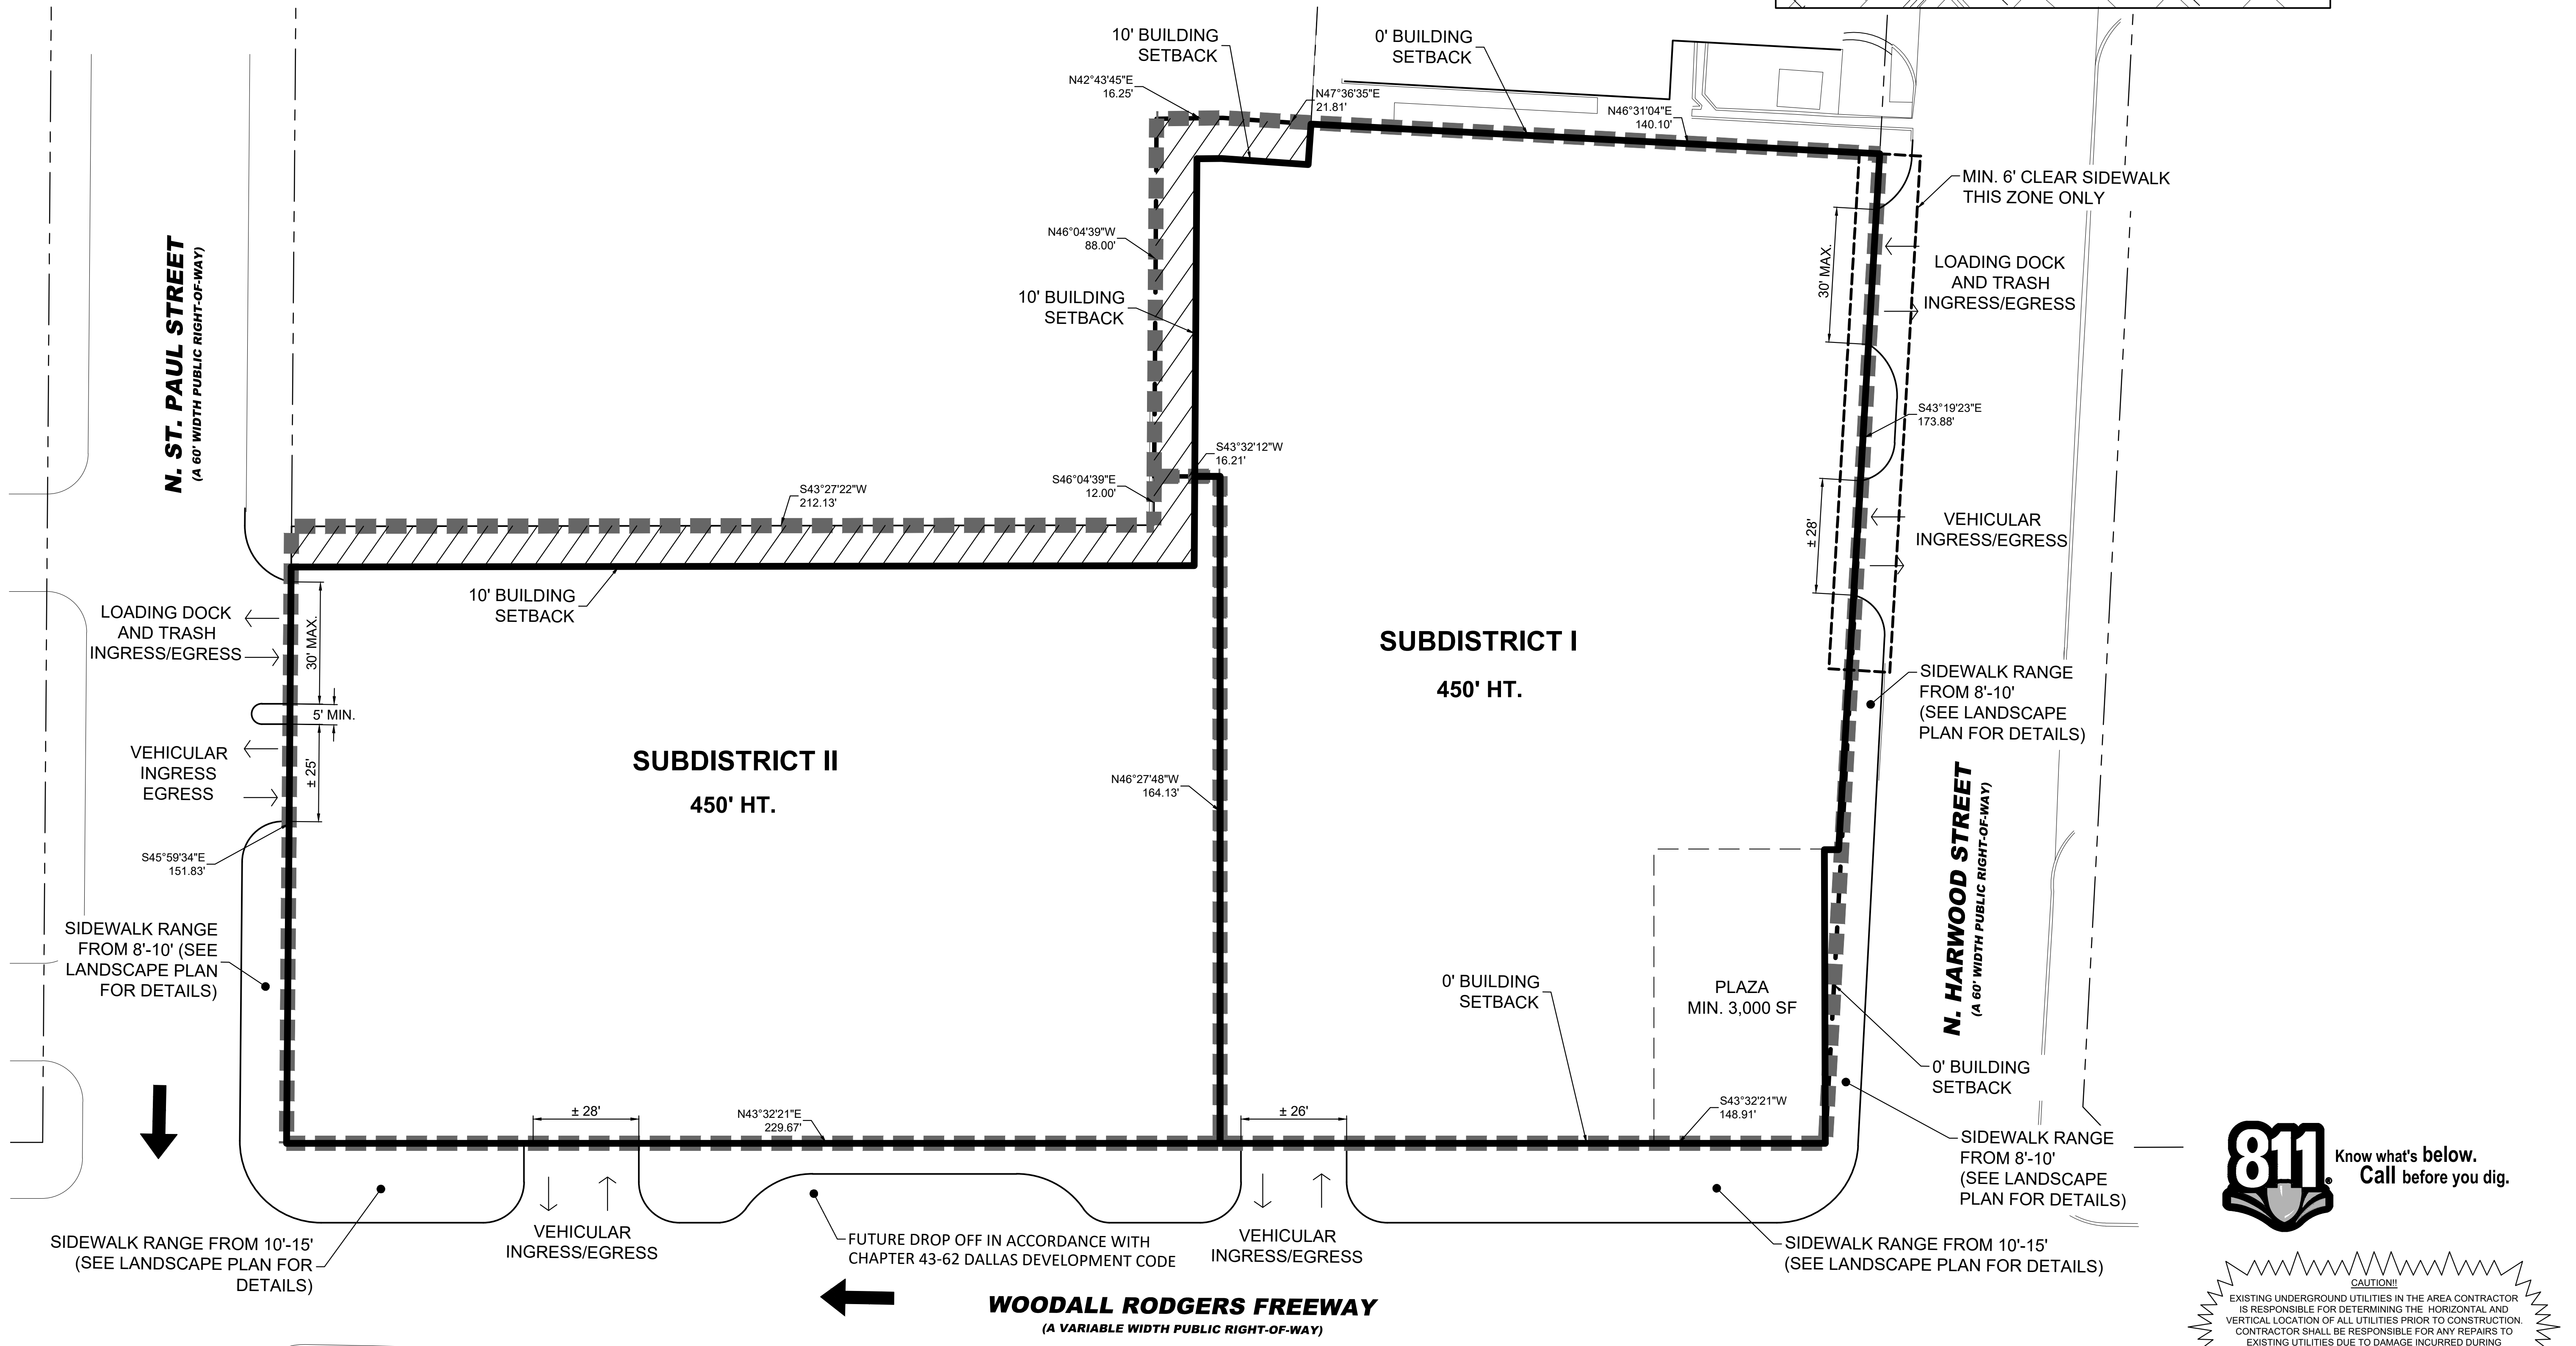 10' BUILDING
SETBACK
0' BUILDING
SETBACK
N42°43'45"E
16.25'
N47°36'35"E
21.81'
N46°31'04"E
140.10'
MIN. 6' CLEAR SIDEWALK
THIS ZONE ONLY
N. ST. PAUL STREET
(A 60' WIDTH PUBLIC RIGHT-OF-WAY)
N46°04'39"W
88.00'
30' MAX.
LOADING DOCK
AND TRASH
INGRESS/EGRESS
10' BUILDING
SETBACK
S43°19'23"E
173.88'
S43°32'12"W
16.21'
S46°04'39"E
12.00'
S43°27'22"W
212.13'
± 28'
VEHICULAR
INGRESS/EGRESS
10' BUILDING
SETBACK
LOADING DOCK
AND TRASH
INGRESS/EGRESS
30' MAX.
SUBDISTRICT I
450' HT.
SIDEWALK RANGE
FROM 8'-10'
(SEE LANDSCAPE
PLAN FOR DETAILS)
5' MIN.
VEHICULAR
INGRESS
EGRESS
± 25'
SUBDISTRICT II
450' HT.
N46°27'48"W
164.13'
S45°59'34"E
151.83'
N. HARWOOD STREET
(A 60' WIDTH PUBLIC RIGHT-OF-WAY)
SIDEWALK RANGE
FROM 8'-10' (SEE
LANDSCAPE PLAN
FOR DETAILS)
0' BUILDING
SETBACK
PLAZA
MIN. 3,000 SF
0' BUILDING
SETBACK
± 28'
N43°32'21"E
229.67'
± 26'
S43°32'21"W
148.91'
SIDEWALK RANGE
FROM 8'-10'
(SEE LANDSCAPE
PLAN FOR DETAILS)
811
®
Know what's below.
Call before you dig.
SIDEWALK RANGE FROM 10'-15'
(SEE LANDSCAPE PLAN FOR
DETAILS)
VEHICULAR
INGRESS/EGRESS
FUTURE DROP OFF IN ACCORDANCE WITH
CHAPTER 43-62 DALLAS DEVELOPMENT CODE
VEHICULAR
INGRESS/EGRESS
SIDEWALK RANGE FROM 10'-15'
(SEE LANDSCAPE PLAN FOR DETAILS)
WOODALL RODGERS FREEWAY
(A VARIABLE WIDTH PUBLIC RIGHT-OF-WAY)
CAUTION!!
EXISTING UNDERGROUND UTILITIES IN THE AREA CONTRACTOR
IS RESPONSIBLE FOR DETERMINING THE HORIZONTAL AND
VERTICAL LOCATION OF ALL UTILITIES PRIOR TO CONSTRUCTION.
CONTRACTOR SHALL BE RESPONSIBLE FOR ANY REPAIRS TO
EXISTING UTILITIES DUE TO DAMAGE INCURRED DURING